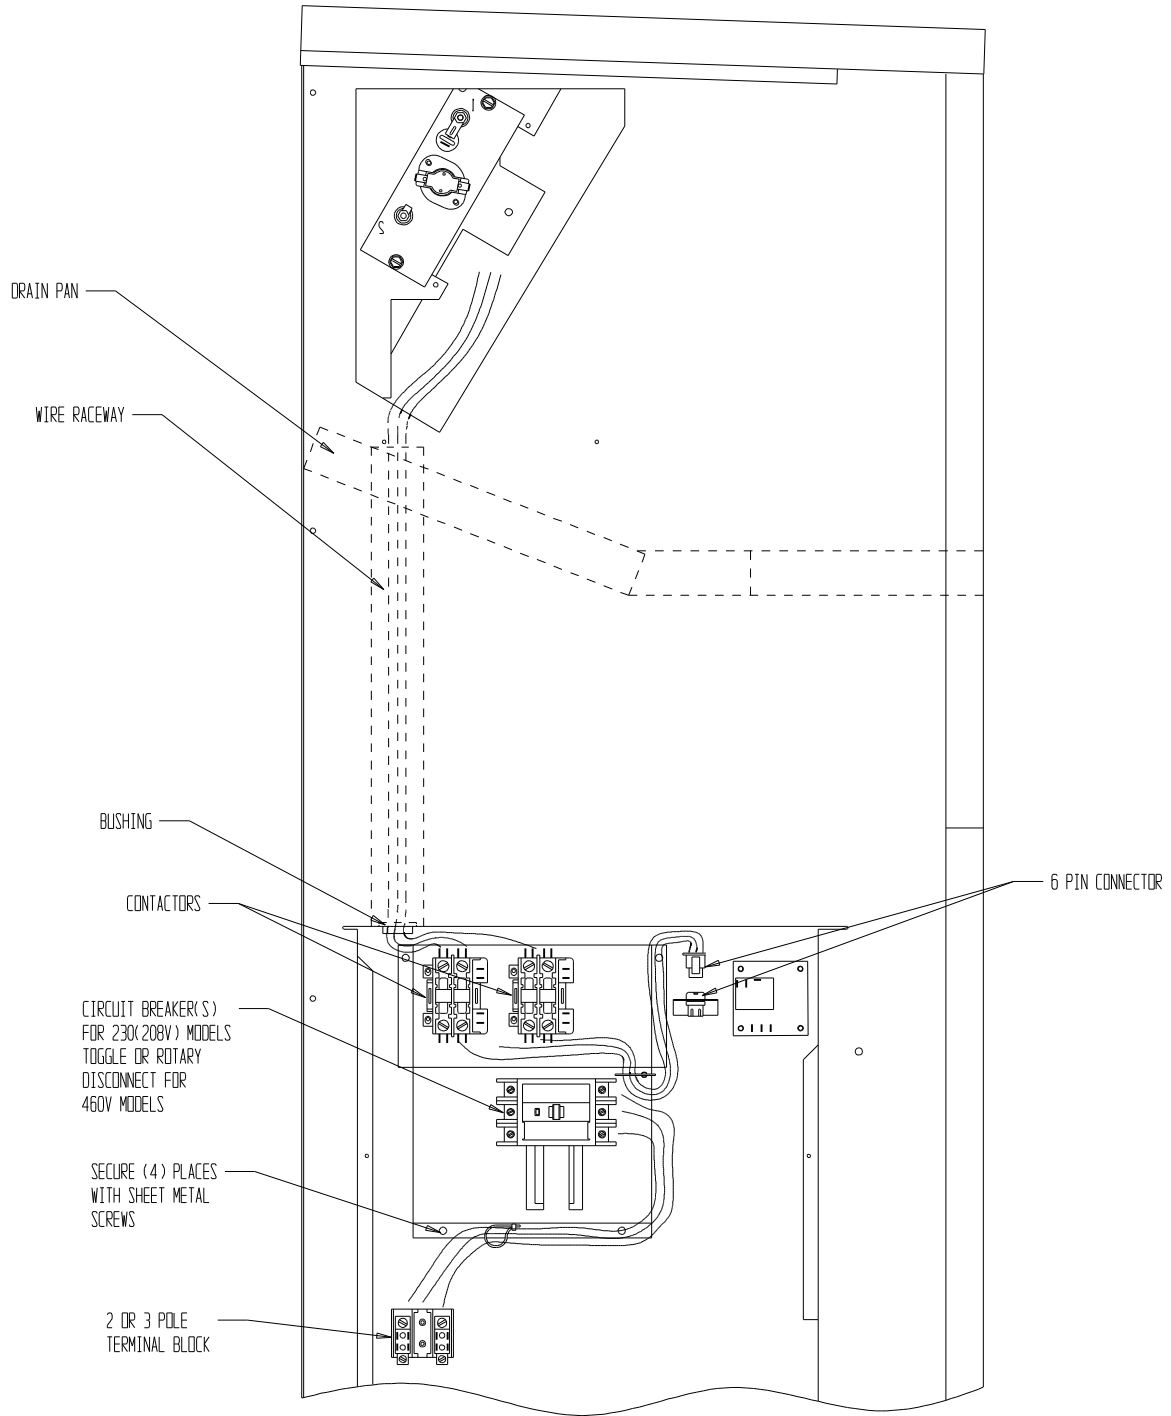 DRAIN PAN
WIRE RACEWAY
BUSHING
6 PIN CONNECTOR
CONTACTORS
CIRCUIT BREAKER(S)
FOR 230(208V) MODELS
TOGGLE OR ROTARY
DISCONNECT FOR
460V MODELS
SECURE (4) PLACES
WITH SHEET METAL
SCREWS
2 OR 3 POLE
TERMINAL BLOCK